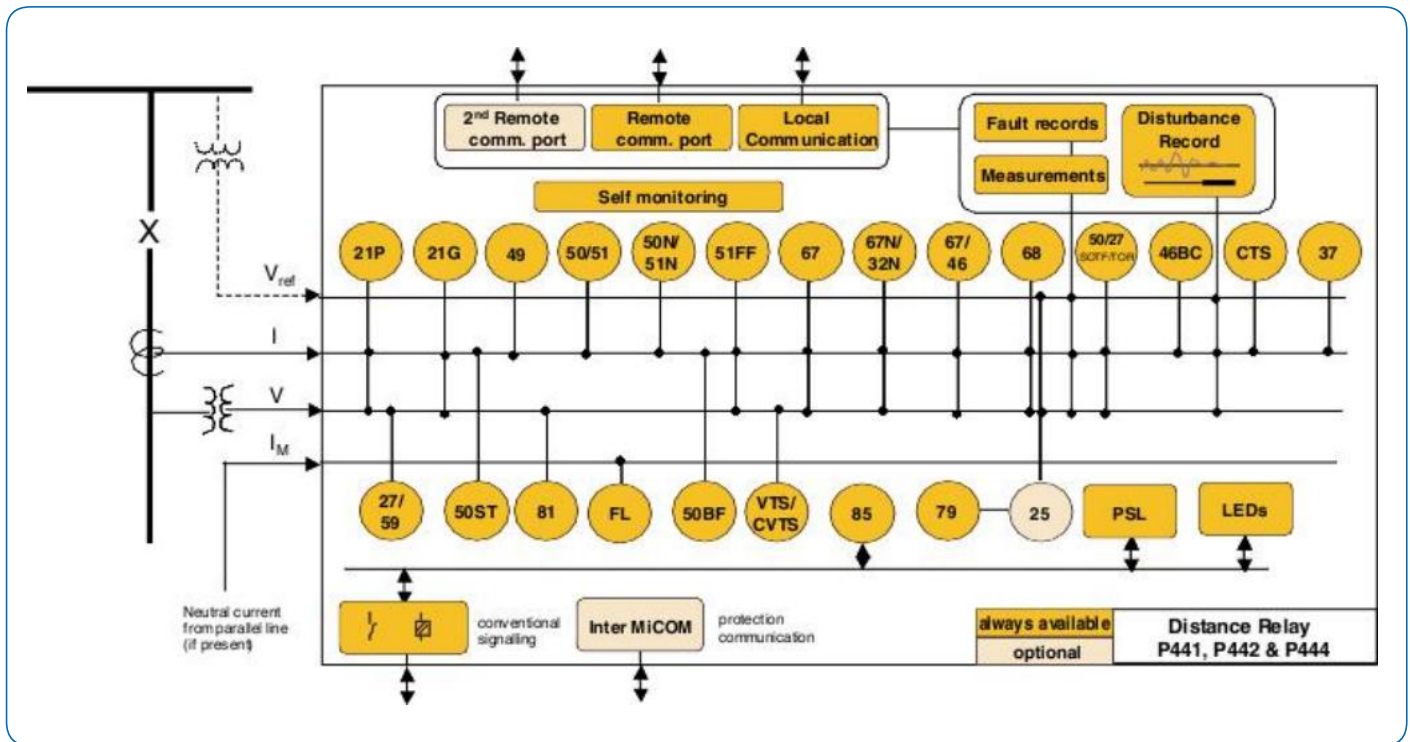 2nd Remote
comm. port
Remote
comm. port
Local
Communication
Fault records
Measurements
Disturbance
Record
Self monitoring
X
21P
21G
49
50/51
50N/
51N
51FF
67
67N/
32N
67/
46
68
50/27
SOTF/TOR
46BC
CTS
37
Vref
I
V
IM
27/
59
50ST
81
FL
50BF
VTS/
CVTS
85
79
25
PSL
LEDs
Neutral current
from parallel line
(if present)
conventional
signalling
Inter MiCOM
protection
communication
always available
optional
Distance Relay
P441, P442 & P444